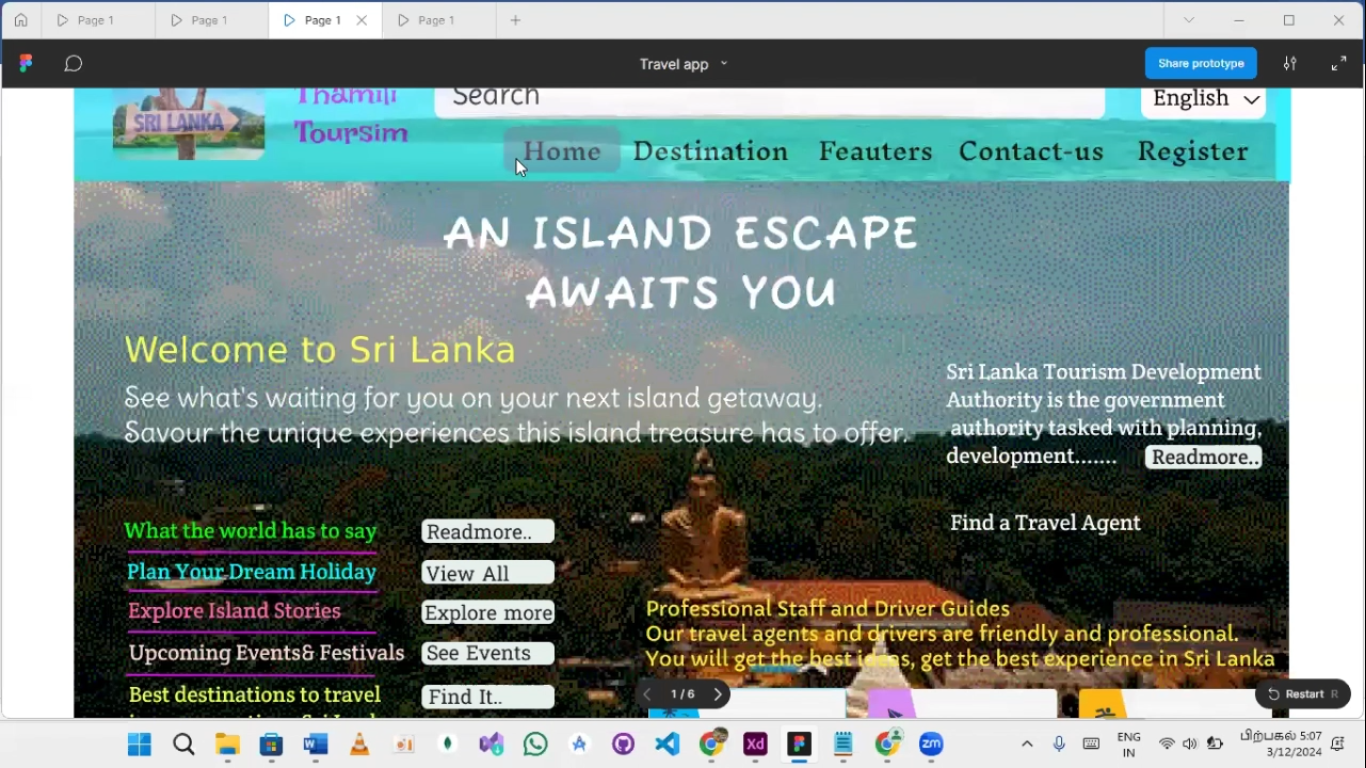 Page 1
Page 1
Page 1
Page 1
Travel app
Share prototype
SRI LANKA
Thamili
Toursim
Search
English
Home
Destination
Feauters
Contact-us
Register
AN ISLAND ESCAPE
AWAITS YOU
Welcome to Sri Lanka
See what's waiting for you on your next island getaway.
Savour the unique experiences this island treasure has to offer.
Sri Lanka Tourism Development
Authority is the government
authority tasked with planning,
development.......
Readmore..
Find a Travel Agent
What the world has to say
Readmore..
Plan Your Dream Holiday
View All
Explore Island Stories
Explore more
Upcoming Events& Festivals
See Events
Best destinations to travel
Find It..
Professional Staff and Driver Guides
Our travel agents and drivers are friendly and professional.
You will get the best ideas, get the best experience in Sri Lanka
1 / 6
Restart R
Xd
zm
ENG
IN
பிற்பகல் 5:07
3/12/2024